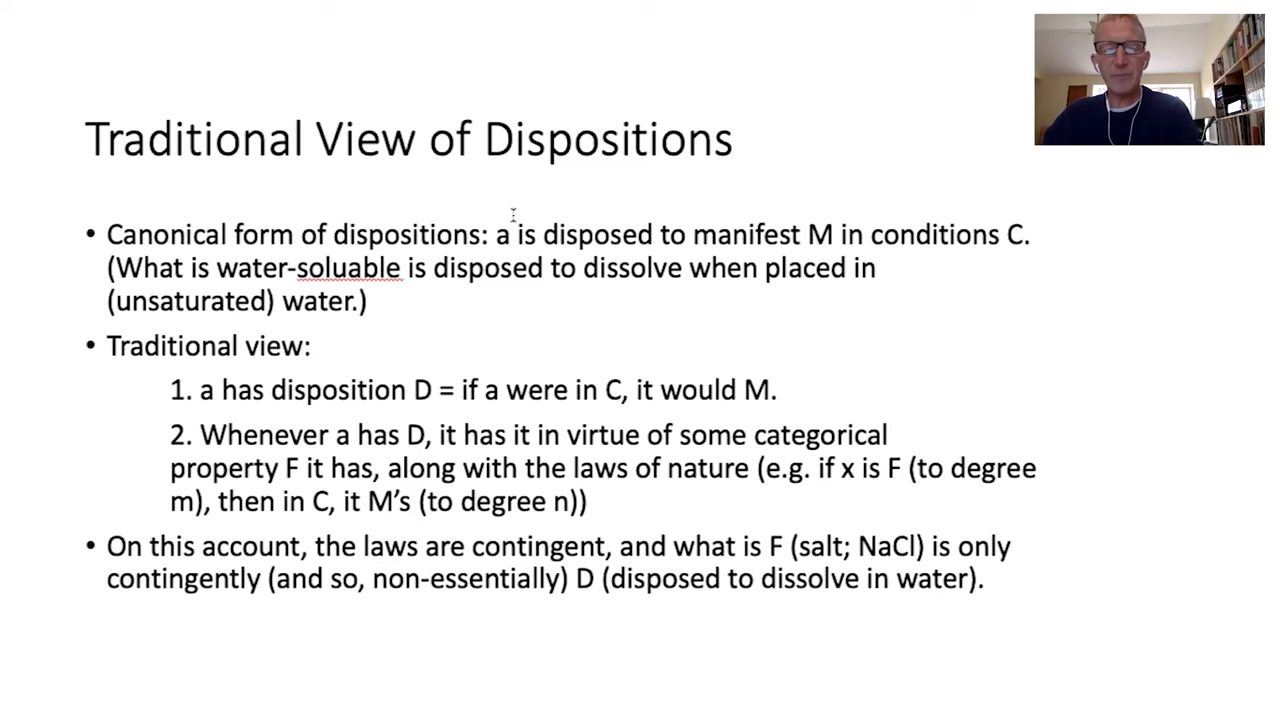 Traditional View of Dispositions
• Canonical form of dispositions: a is disposed to manifest M in conditions C.
(What is water-soluable is disposed to dissolve when placed in
(unsaturated) water.)
• Traditional view:
1. a has disposition D = if a were in C, it would M.
2. Whenever a has D, it has it in virtue of some categorical
property F it has, along with the laws of nature (e.g. if x is F (to degree
m), then in C, it M’s (to degree n))
• On this account, the laws are contingent, and what is F (salt; NaCl) is only
contingently (and so, non-essentially) D (disposed to dissolve in water).